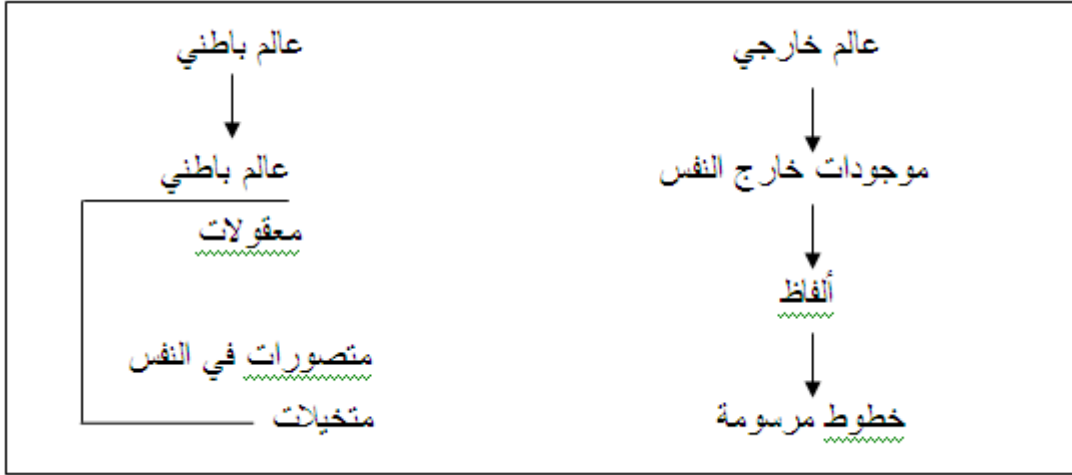 عالم خارجي
موجودات خارج النفس
ألفاظ
خطوط مرسومة
عالم باطني
عالم باطني
معقولات
متصورات في النفس
متخيلات